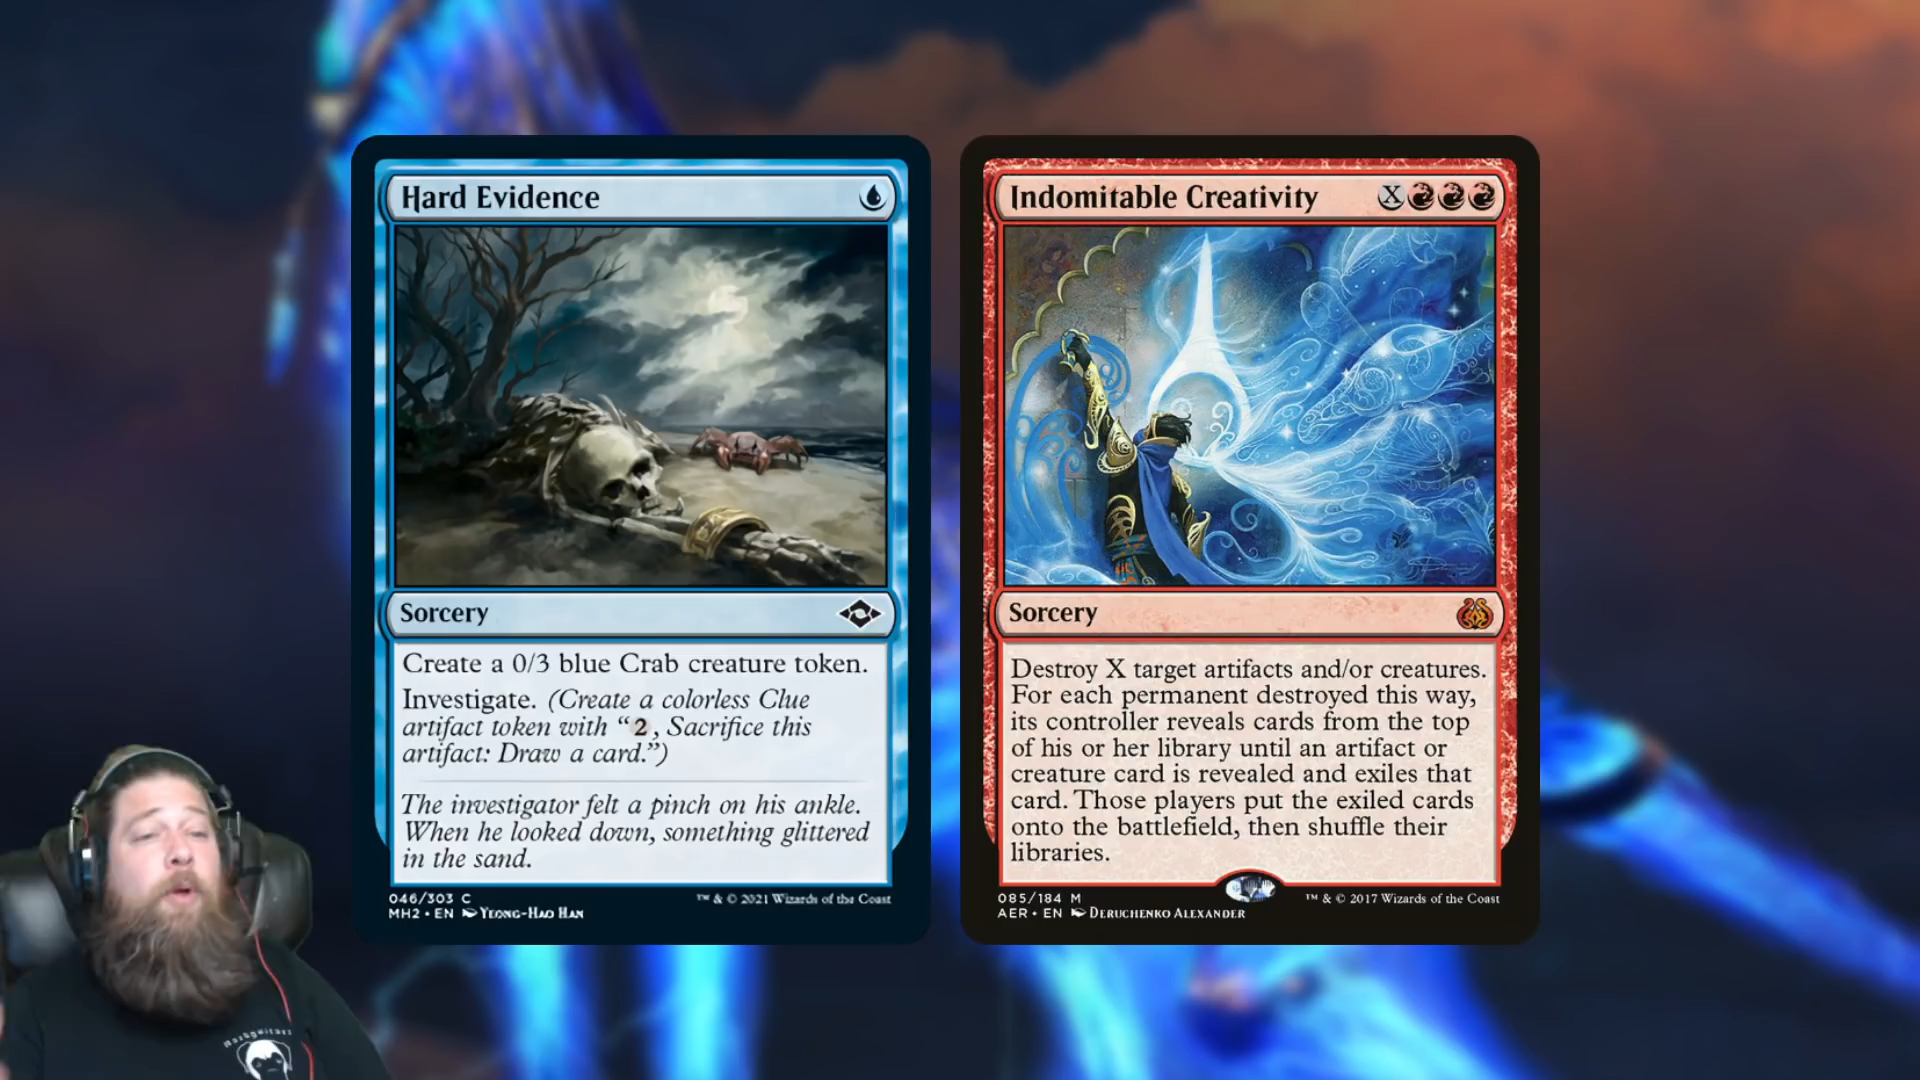 Hard Evidence
Sorcery
Create a 0/3 blue Crab creature token.
Investigate. (Create a colorless Clue
artifact token with “2, Sacrifice this
artifact: Draw a card.”)
The investigator felt a pinch on his ankle.
When he looked down, something glittered
in the sand.
046/303 C
MH2 • EN Yeong-Hao Han
™ & © 2021 Wizards of the Coast
Indomitable Creativity X
Sorcery
Destroy X target artifacts and/or creatures.
For each permanent destroyed this way,
its controller reveals cards from the top
of his or her library until an artifact or
creature card is revealed and exiles that
card. Those players put the exiled cards
onto the battlefield, then shuffle their
libraries.
085/184 M
AER • EN Deruchenko Alexander
™ & © 2017 Wizards of the Coast